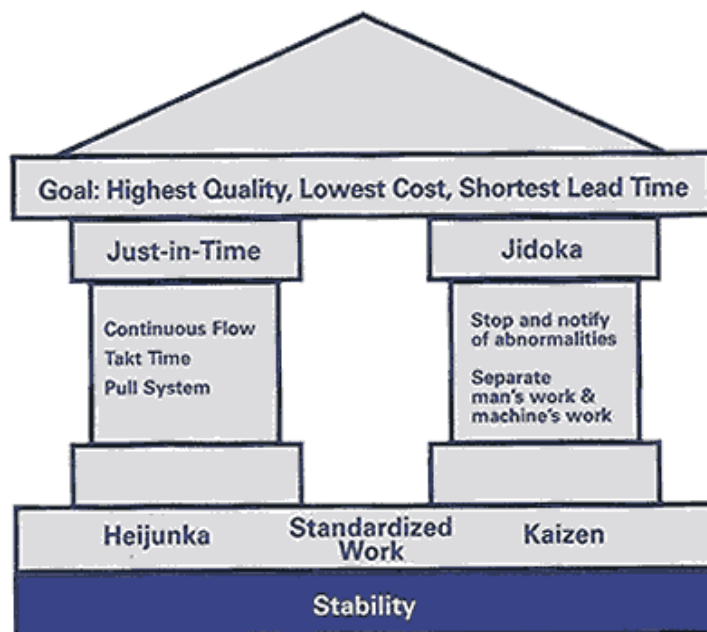 Goal: Highest Quality, Lowest Cost, Shortest Lead Time
Just-in-Time
Continuous Flow
Takt Time
Pull System
Jidoka
Stop and notify
of abnormalities
Separate
man's work &
machine's work
Heijunka
Standardized
Work
Kaizen
Stability